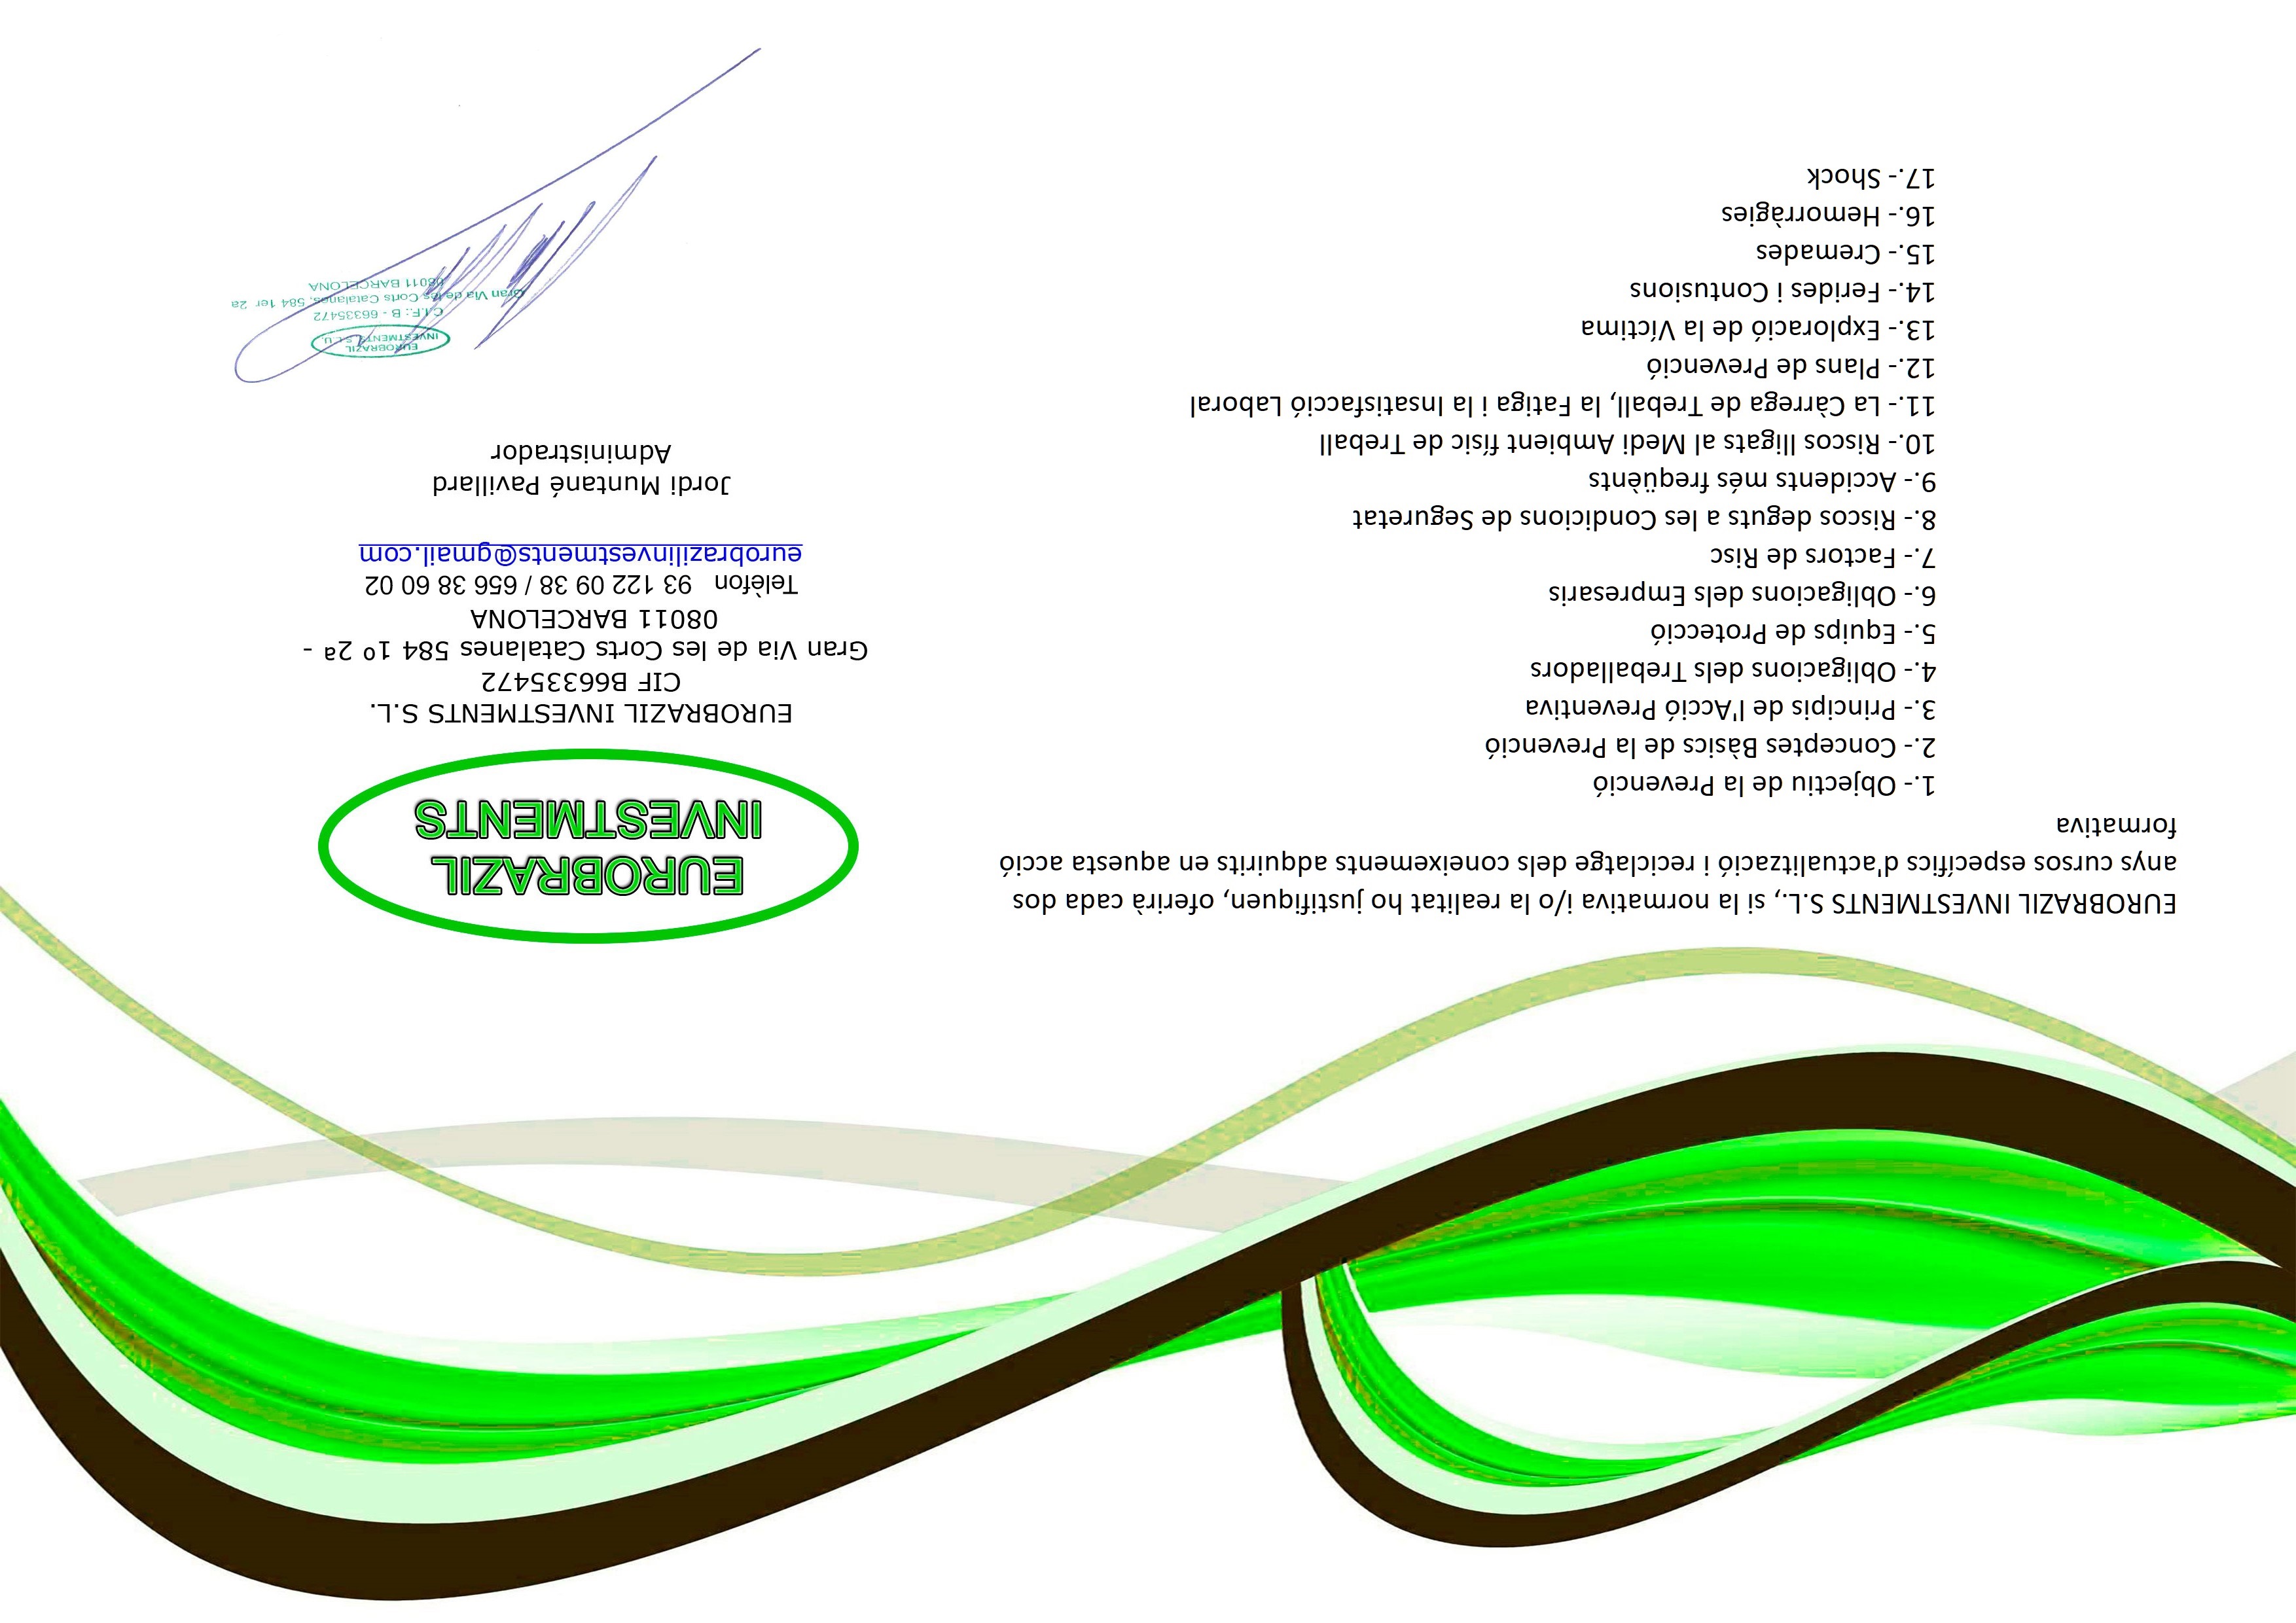 EUROBRAZIL INVESTMENTS S.L., si la normativa i/o la realitat ho justifiquen, oferirà cada dos
anys cursos específics d'actualització i reciclatge dels coneixements adquirits en aquesta acció
formativa
1.- Objectiu de la Prevenció
2.- Conceptes Bàsics de la Prevenció
3.- Principis de l'Acció Preventiva
4.- Obligacions dels Treballadors
5.- Equips de Protecció
6.- Obligacions dels Empresaris
7.- Factors de Risc
8.- Riscos deguts a les Condicions de Seguretat
9.- Accidents més freqüènts
10.- Riscos lligats al Medi Ambient físic de Treball
11.- La Càrrega de Treball, la Fatiga i la Insatisfacció Laboral
12.- Plans de Prevenció
13.- Exploració de la Víctima
14.- Ferides i Contusions
15.- Cremades
16.- Hemorràgies
17.- Shock
EUROBRAZIL
INVESTMENTS
EUROBRAZIL INVESTMENTS S.L.
CIF B66335472
Gran Via de les Corts Catalanes 584 1º 2ª -
08011 BARCELONA
Telèfon 93 122 09 38 / 656 38 60 02
eurobrazilinvestments@gmail.com
Jordi Muntané Pavillard
Administrador
EUROBRAZIL
INVESTMENTS S.L.U.
C.I.F.: B - 66335472
Gran Via de les Corts Catalanes, 584 1er 2a
08011 BARCELONA